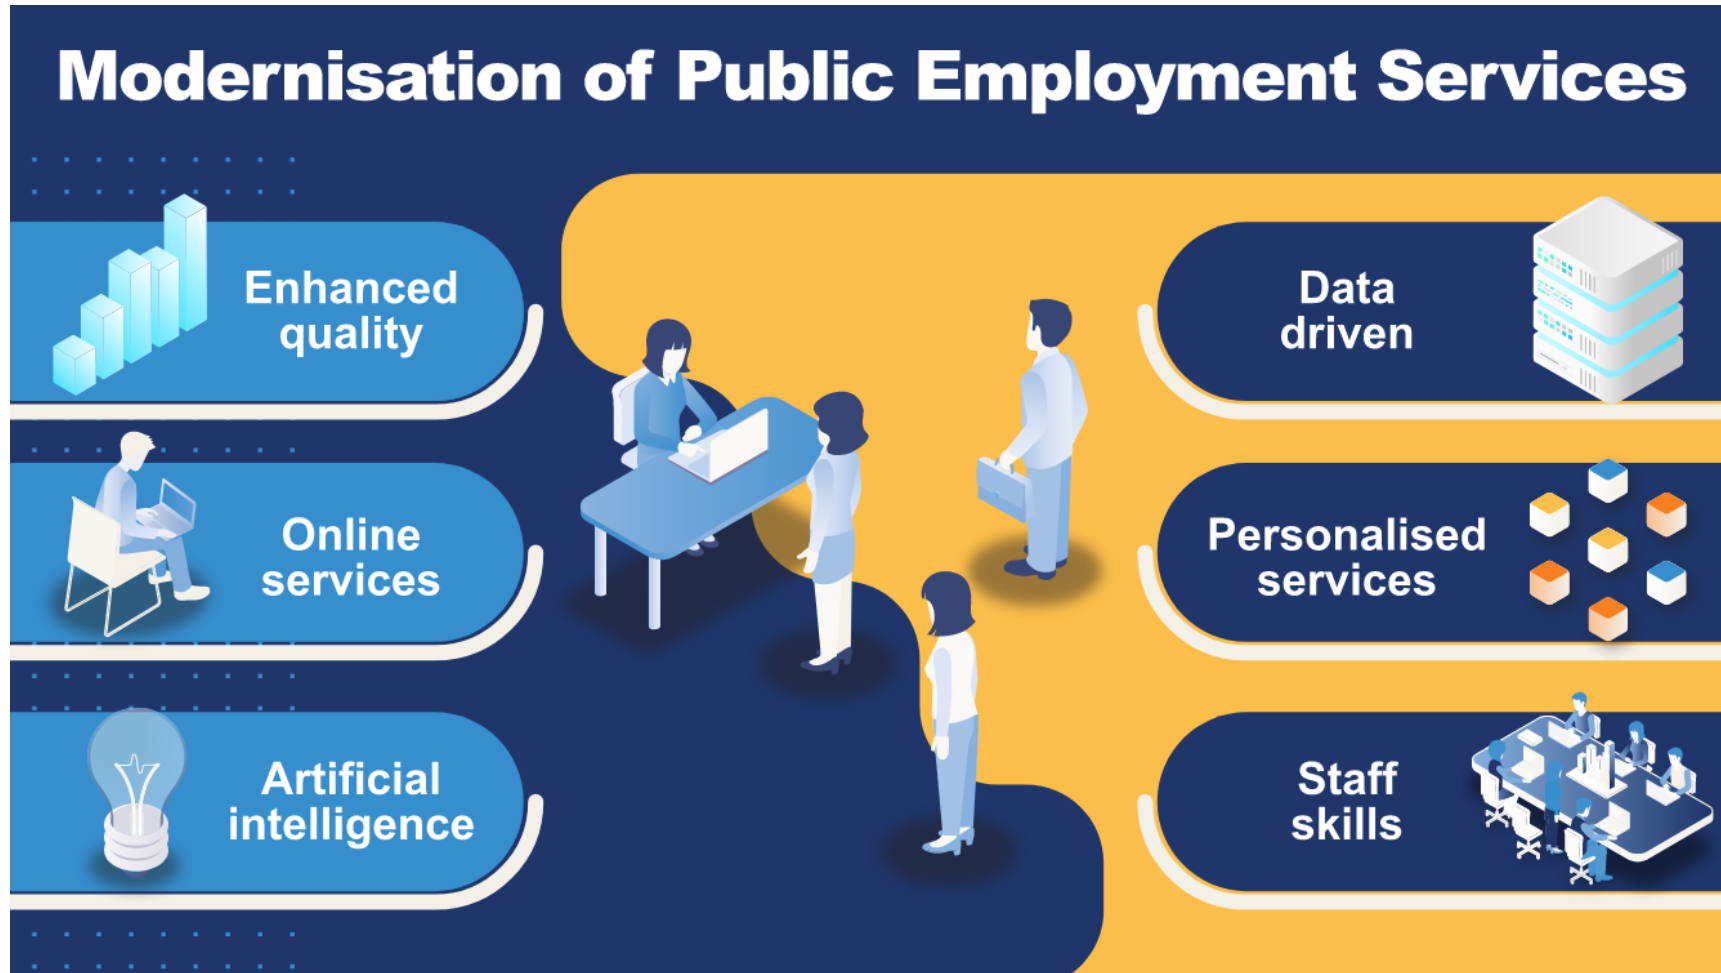 Modernisation of Public Employment Services
Enhanced
quality
Online
services
Artificial
intelligence
Data
driven
Personalised
services
Staff
skills